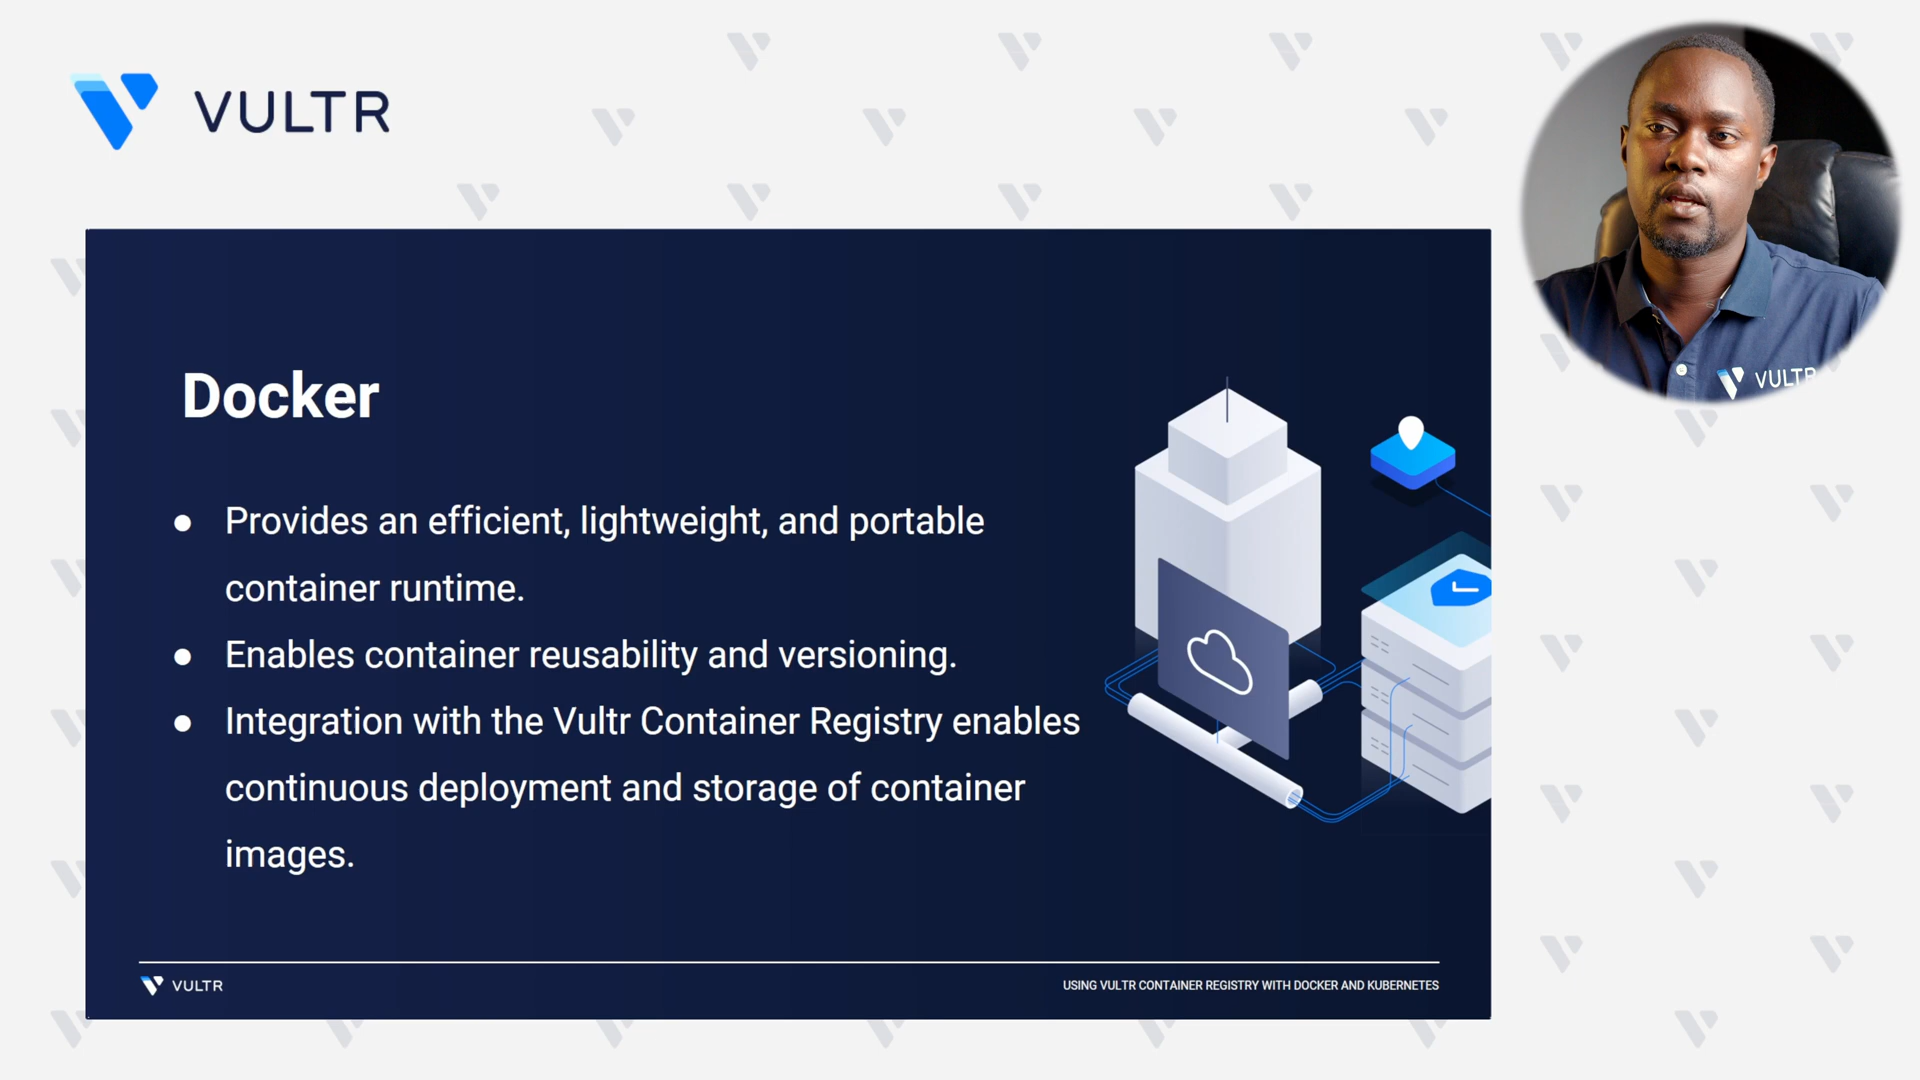 VULTR
VULTR
Docker
● Provides an efficient, lightweight, and portable
container runtime.
● Enables container reusability and versioning.
● Integration with the Vultr Container Registry enables
continuous deployment and storage of container
images.
VULTR
USING VULTR CONTAINER REGISTRY WITH DOCKER AND KUBERNETES